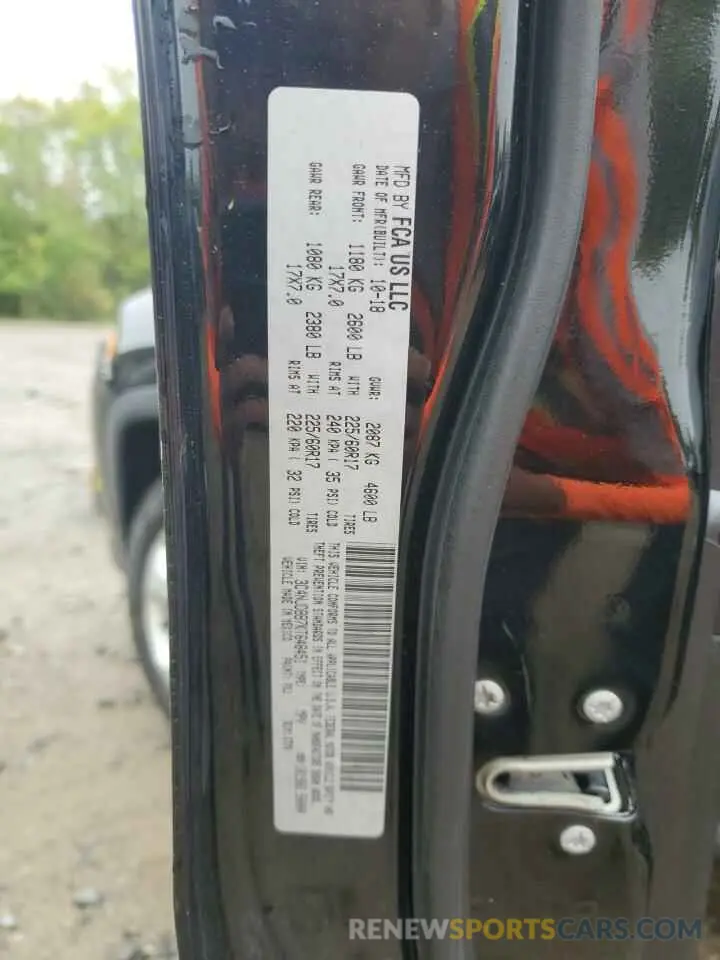 MFD BY FCA US LLC
DATE OF MFR(BUILT): 10-18 GVWR: 2087 KG 4600 LB
GAWR FRONT: 1180 KG 2600 LB WITH 225/60R17 TIRES
17X7.0 RIMS AT 240 KPA ( 35 PSI) COLD
GAWR REAR: 1080 KG 2380 LB WITH 225/60R17 TIRES
17X7.0 RIMS AT 220 KPA ( 32 PSI) COLD
THIS VEHICLE CONFORMS TO ALL APPLICABLE U.S.A. FEDERAL MOTOR VEHICLE SAFETY AND
THEFT PREVENTION STANDARDS IN EFFECT ON THE DATE OF MANUFACTURE SHOWN ABOVE.
VIN: TYPE: MPV
VEHICLE MADE IN MEXICO PAINT:
RENEWSPORTSCARS.COM